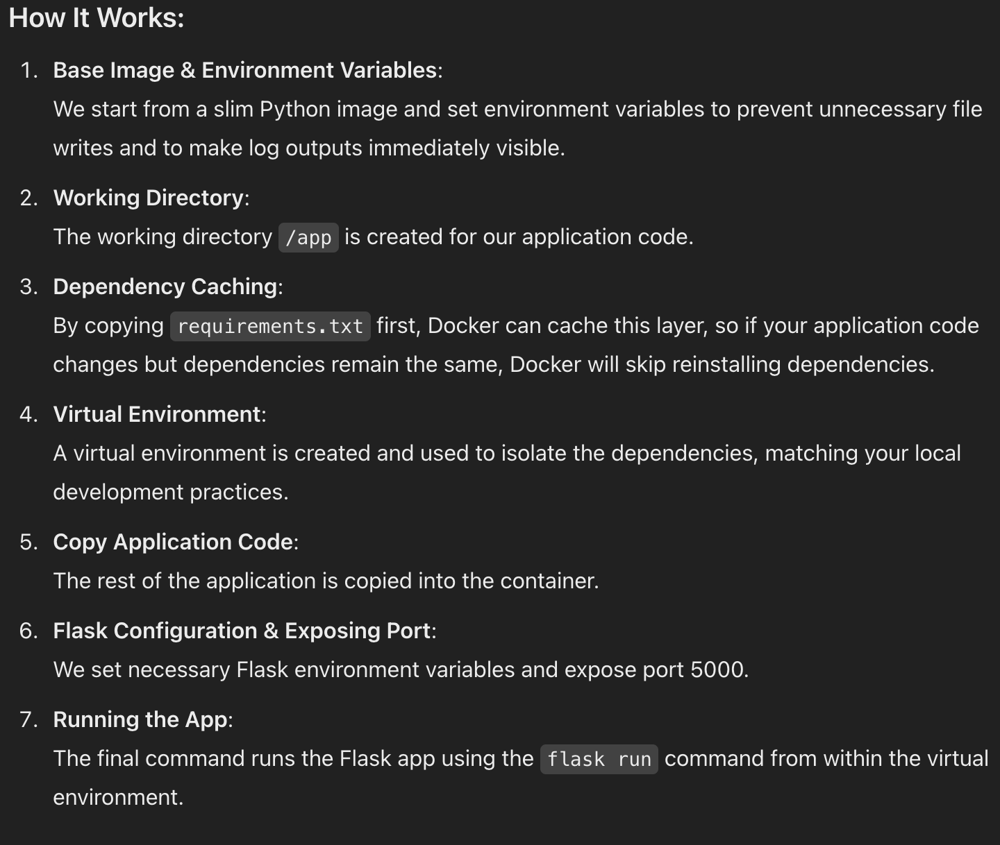 How It Works:
1. Base Image & Environment Variables:
We start from a slim Python image and set environment variables to prevent unnecessary file
writes and to make log outputs immediately visible.
2. Working Directory:
The working directory /app is created for our application code.
3. Dependency Caching:
By copying requirements.txt first, Docker can cache this layer, so if your application code
changes but dependencies remain the same, Docker will skip reinstalling dependencies.
4. Virtual Environment:
A virtual environment is created and used to isolate the dependencies, matching your local
development practices.
5. Copy Application Code:
The rest of the application is copied into the container.
6. Flask Configuration & Exposing Port:
We set necessary Flask environment variables and expose port 5000.
7. Running the App:
The final command runs the Flask app using the flask run command from within the virtual
environment.